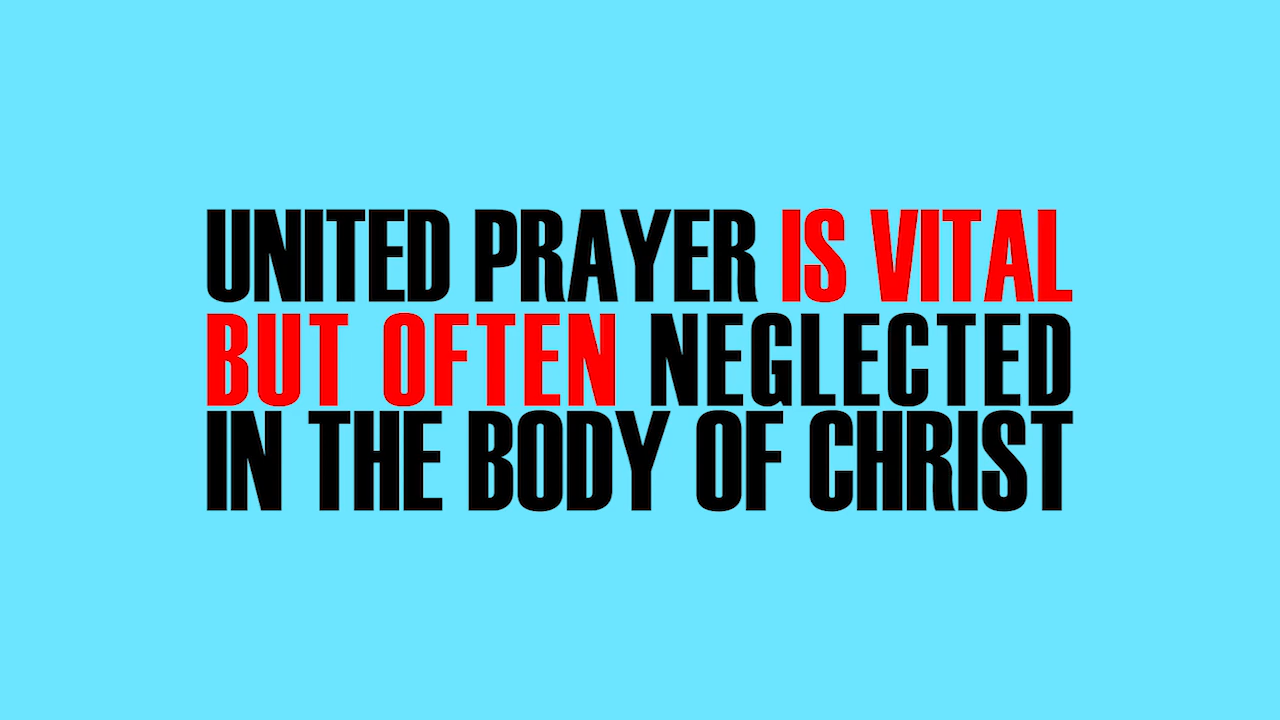 UNITED PRAYER IS VITAL
BUT OFTEN NEGLECTED
IN THE BODY OF CHRIST